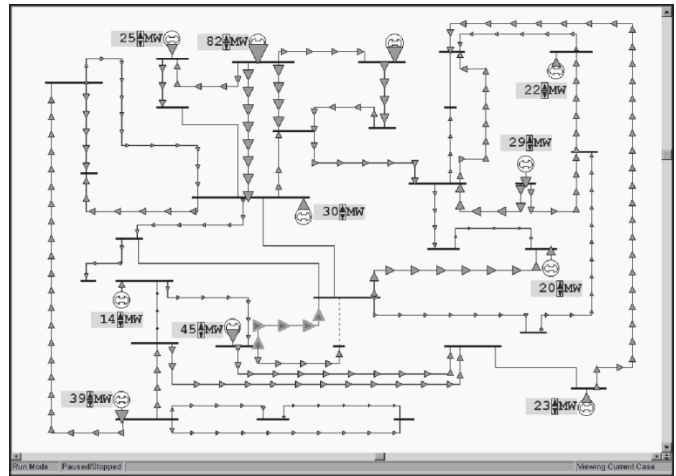 25 MW
82 MW
22 MW
29 MW
30 MW
20 MW
14 MW
45 MW
39 MW
23 MW
Run Mode Paused/Stopped Viewing Current Case